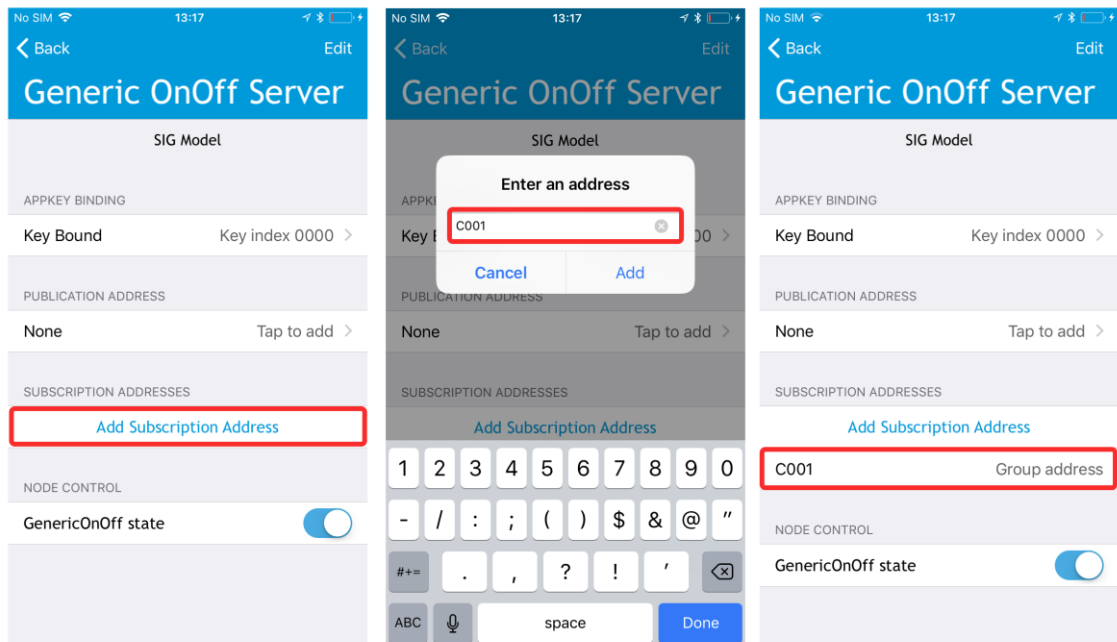 No SIM 13:17
Back Edit
Generic OnOff Server
SIG Model
APPKEY BINDING
Key Bound Key index 0000
PUBLICATION ADDRESS
None Tap to add
SUBSCRIPTION ADDRESSES
Add Subscription Address
NODE CONTROL
GenericOnOff state
No SIM 13:17
Back Edit
Generic OnOff Server
SIG Model
Enter an address
APPK
C001
Key 00
Cancel Add
PUBLICATION ADDRESS
None Tap to add
SUBSCRIPTION ADDRESSES
Add Subscription Address
1 2 3 4 5 6 7 8 9 0
- / : ; ( ) $ & @ "
#+= . , ? ! '
ABC space Done
No SIM 13:17
Back Edit
Generic OnOff Server
SIG Model
APPKEY BINDING
Key Bound Key index 0000
PUBLICATION ADDRESS
None Tap to add
SUBSCRIPTION ADDRESSES
Add Subscription Address
C001 Group address
NODE CONTROL
GenericOnOff state